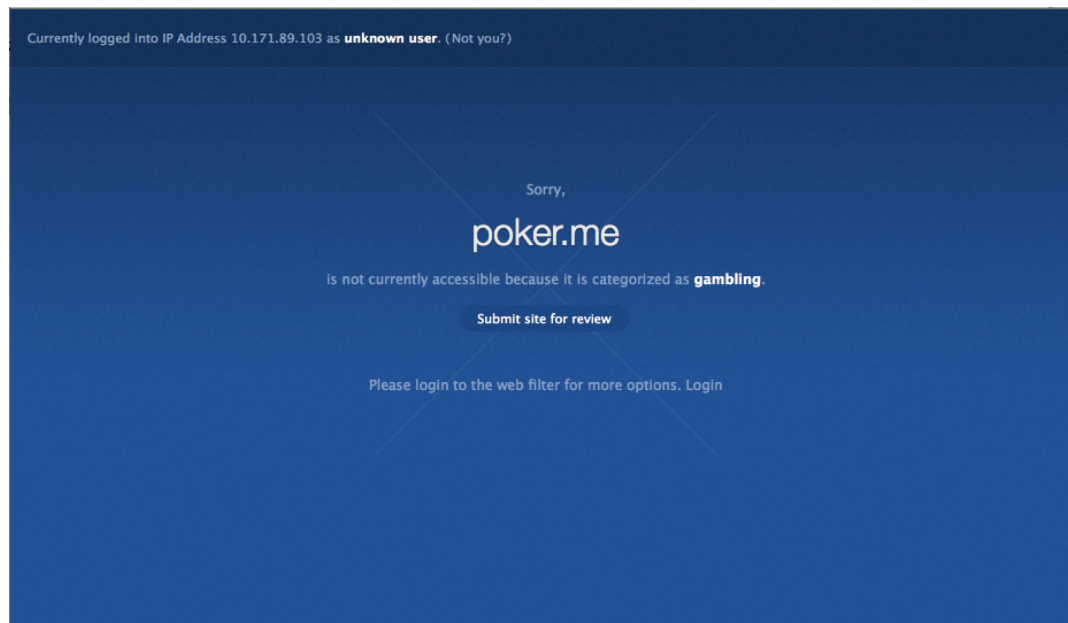 Currently logged into IP Address 10.171.89.103 as unknown user. (Not you?)
Sorry,
poker.me
is not currently accessible because it is categorized as gambling.
Submit site for review
Please login to the web filter for more options. Login